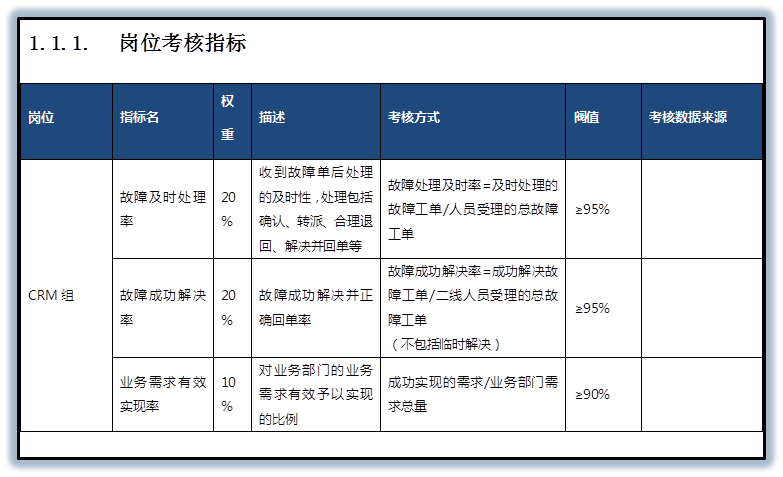 1.1.1. 岗位考核指标
岗位 指标名 权重 描述 考核方式 阀值 考核数据来源
CRM 组
故障及时处理
率
20
%
收到故障单后处理
的及时性，处理包括
确认、转派、合理退
回、解决并回单等
故障处理及时率=及时处理的
故障工单/人员受理的总故障
工单
≥95%
故障成功解决
率
20
%
故障成功解决并正
确回单率
故障成功解决率=成功解决故
障工单/二线人员受理的总故
障工单
（不包括临时解决）
≥95%
业务需求有效
实现率
10
%
对业务部门的业务
需求有效予以实现
的比例
成功实现的需求/业务部门需
求总量
≥90%